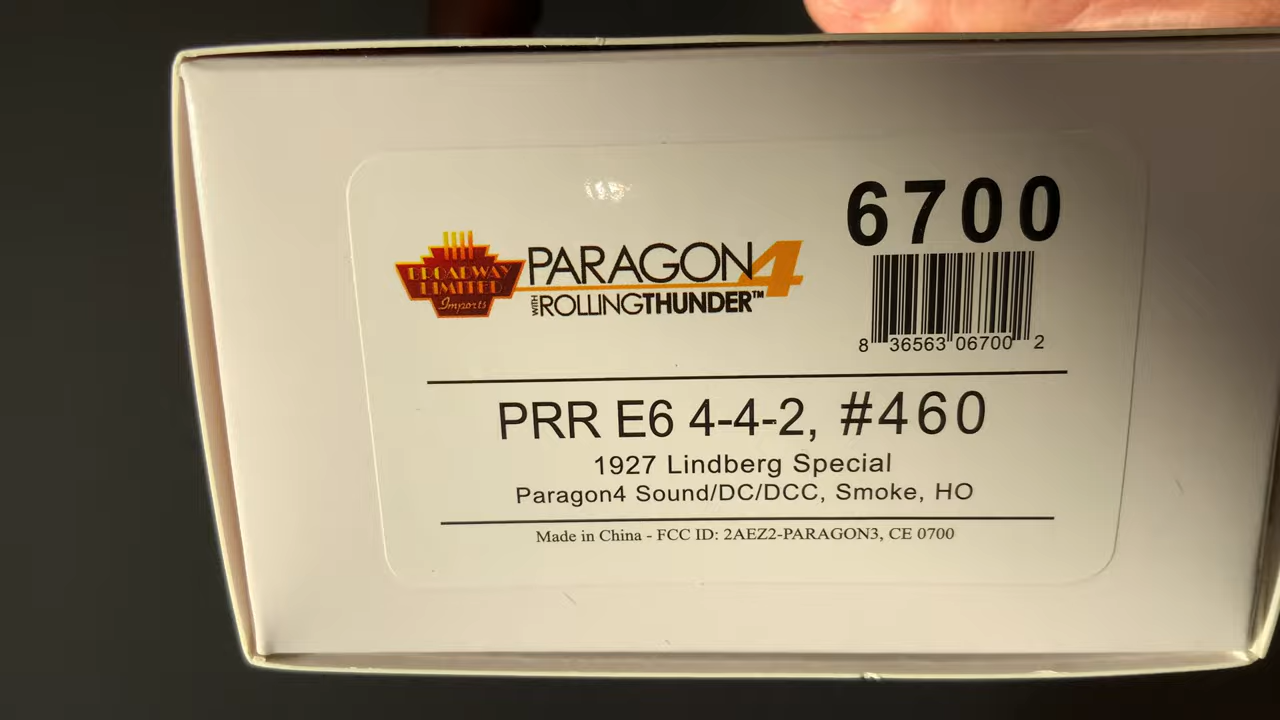 6700
BROADWAY
LIMITED
Imports
PARAGON4
WITH ROLLINGTHUNDER™
8 36563 06700 2
PRR E6 4-4-2, #460
1927 Lindberg Special
Paragon4 Sound/DC/DCC, Smoke, HO
Made in China - FCC ID: 2AEZ2-PARAGON3, CE 0700